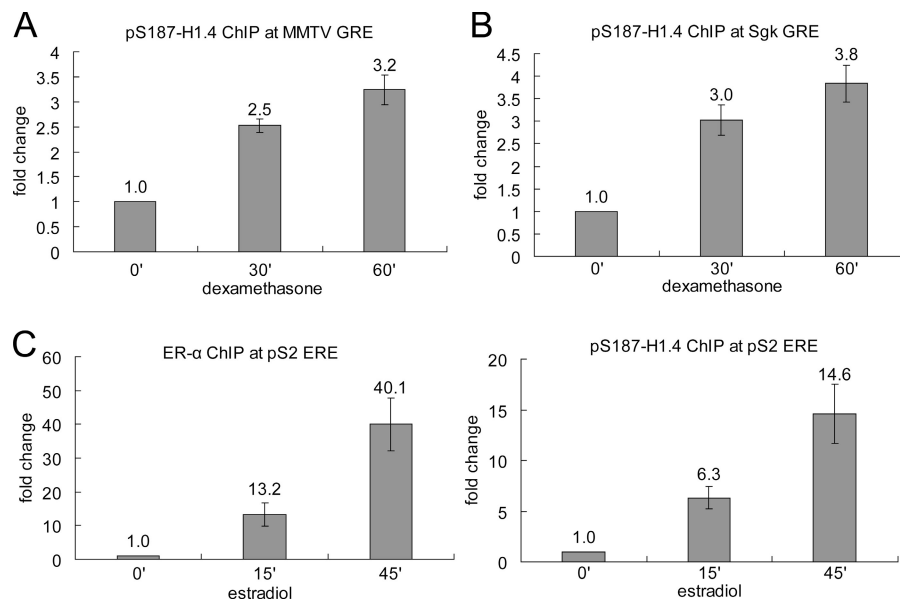 A
pS187-H1.4 ChIP at MMTV GRE
fold change
4
3.5
3
2.5
2
1.5
1
0.5
0
1.0
2.5
3.2
0' 30' 60'
dexamethasone
B
pS187-H1.4 ChIP at Sgk GRE
fold change
4.5
4
3.5
3
2.5
2
1.5
1
0.5
0
1.0
3.0
3.8
0' 30' 60'
dexamethasone
C
ER-α ChIP at pS2 ERE
fold change
60
50
40
30
20
10
0
1.0
13.2
40.1
0' 15' 45'
estradiol
pS187-H1.4 ChIP at pS2 ERE
fold change
20
15
10
5
0
1.0
6.3
14.6
0' 15' 45'
estradiol